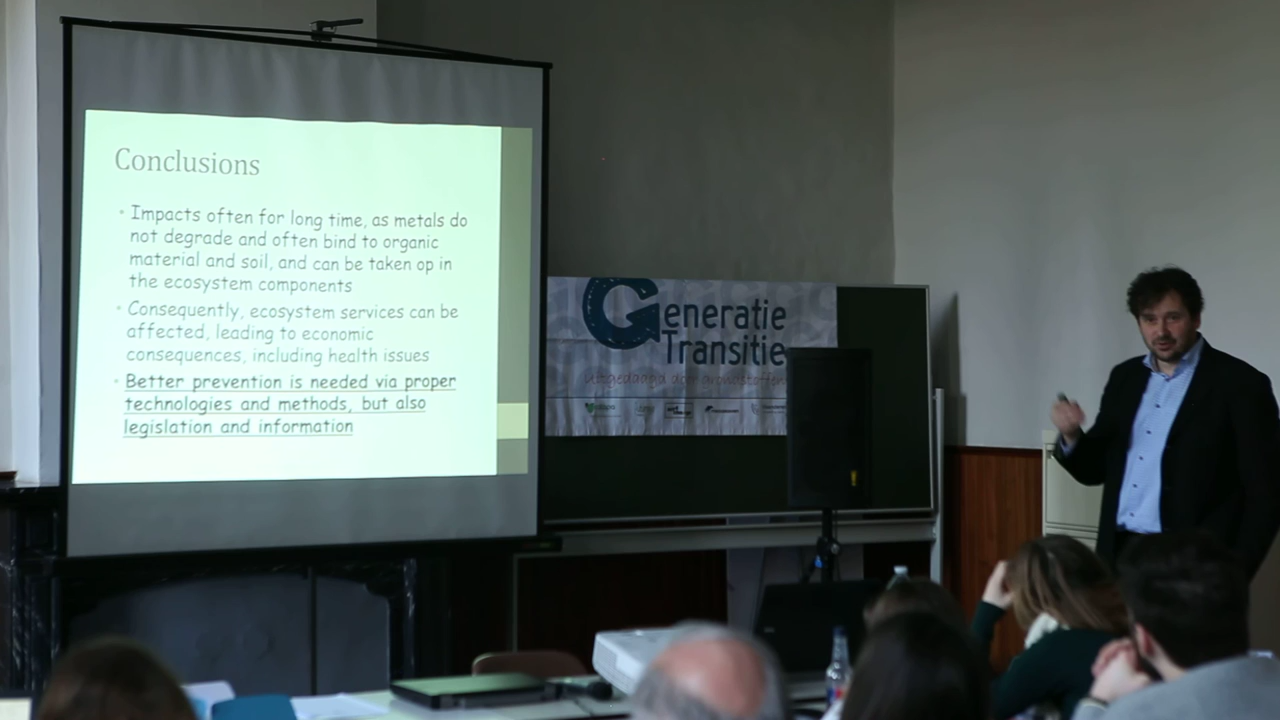 Conclusions
Impacts often for long time, as metals do
not degrade and often bind to organic
material and soil, and can be taken op in
the ecosystem components
Consequently, ecosystem services can be
affected, leading to economic
consequences, including health issues
Better prevention is needed via proper
technologies and methods, but also
legislation and information
Generatie
Transitie
Uitgedaagd door grondstoffen